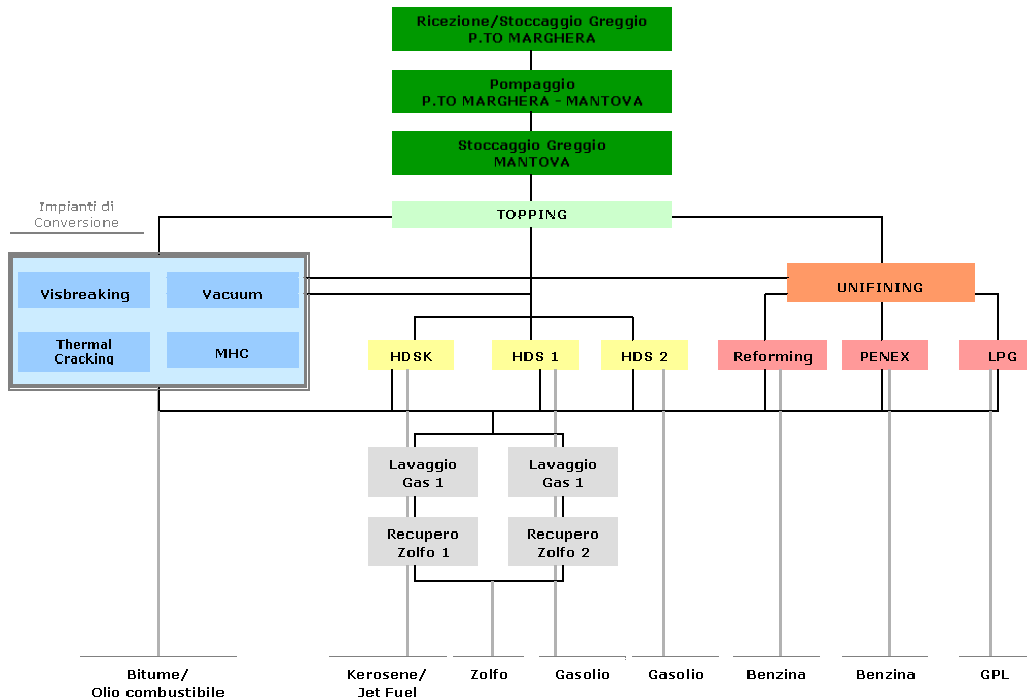 Ricezione/Stoccaggio Greggio
P.TO MARGHERA
Pompaggio
P.TO MARGHERA - MANTOVA
Stoccaggio Greggio
MANTOVA
Impianti di
Conversione
TOPPING
Visbreaking
Vacuum
Thermal
Cracking
MHC
UNIFINING
HDSK
HDS 1
HDS 2
Reforming
PENEX
LPG
Lavaggio
Gas 1
Lavaggio
Gas 1
Recupero
Zolfo 1
Recupero
Zolfo 2
Bitume/
Olio combustibile
Kerosene/
Jet Fuel
Zolfo
Gasolio
Gasolio
Benzina
Benzina
GPL